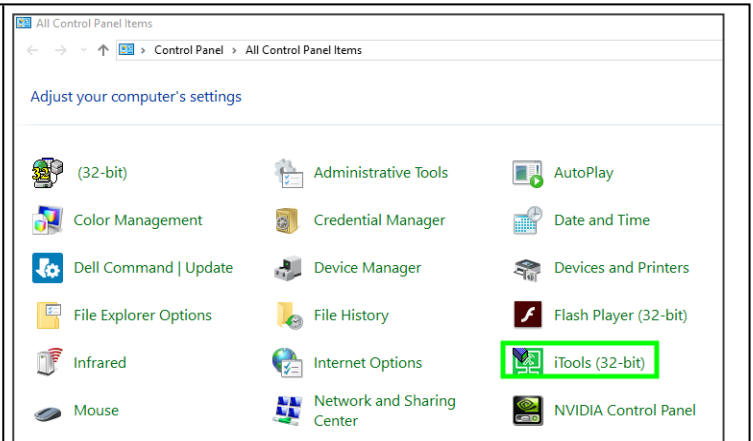 All Control Panel Items
Control Panel > All Control Panel Items
Adjust your computer's settings
32 (32-bit) Administrative Tools AutoPlay
Color Management Credential Manager Date and Time
Dell Command | Update Device Manager Devices and Printers
File Explorer Options File History Flash Player (32-bit)
Infrared Internet Options iTools (32-bit)
Mouse Network and Sharing Center NVIDIA Control Panel